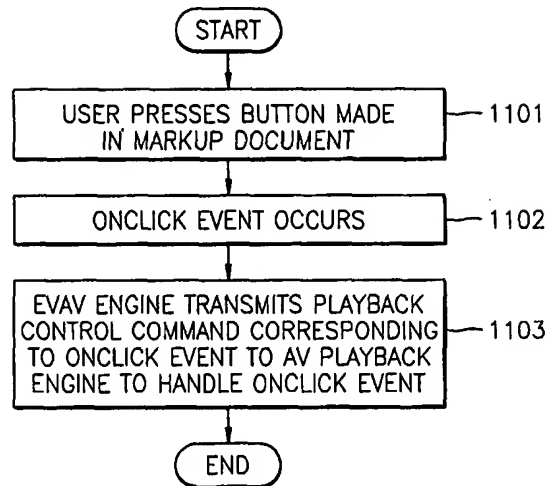 START
USER PRESSES BUTTON MADE
IN MARKUP DOCUMENT
1101
ONCLICK EVENT OCCURS
1102
EVAV ENGINE TRANSMITS PLAYBACK
CONTROL COMMAND CORRESPONDING
TO ONCLICK EVENT TO AV PLAYBACK
ENGINE TO HANDLE ONCLICK EVENT
1103
END